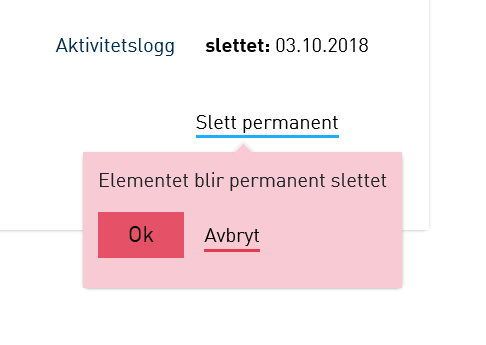 Aktivitetslogg slettet: 03.10.2018
Slett permanent
Elementet blir permanent slettet
Ok Avbryt